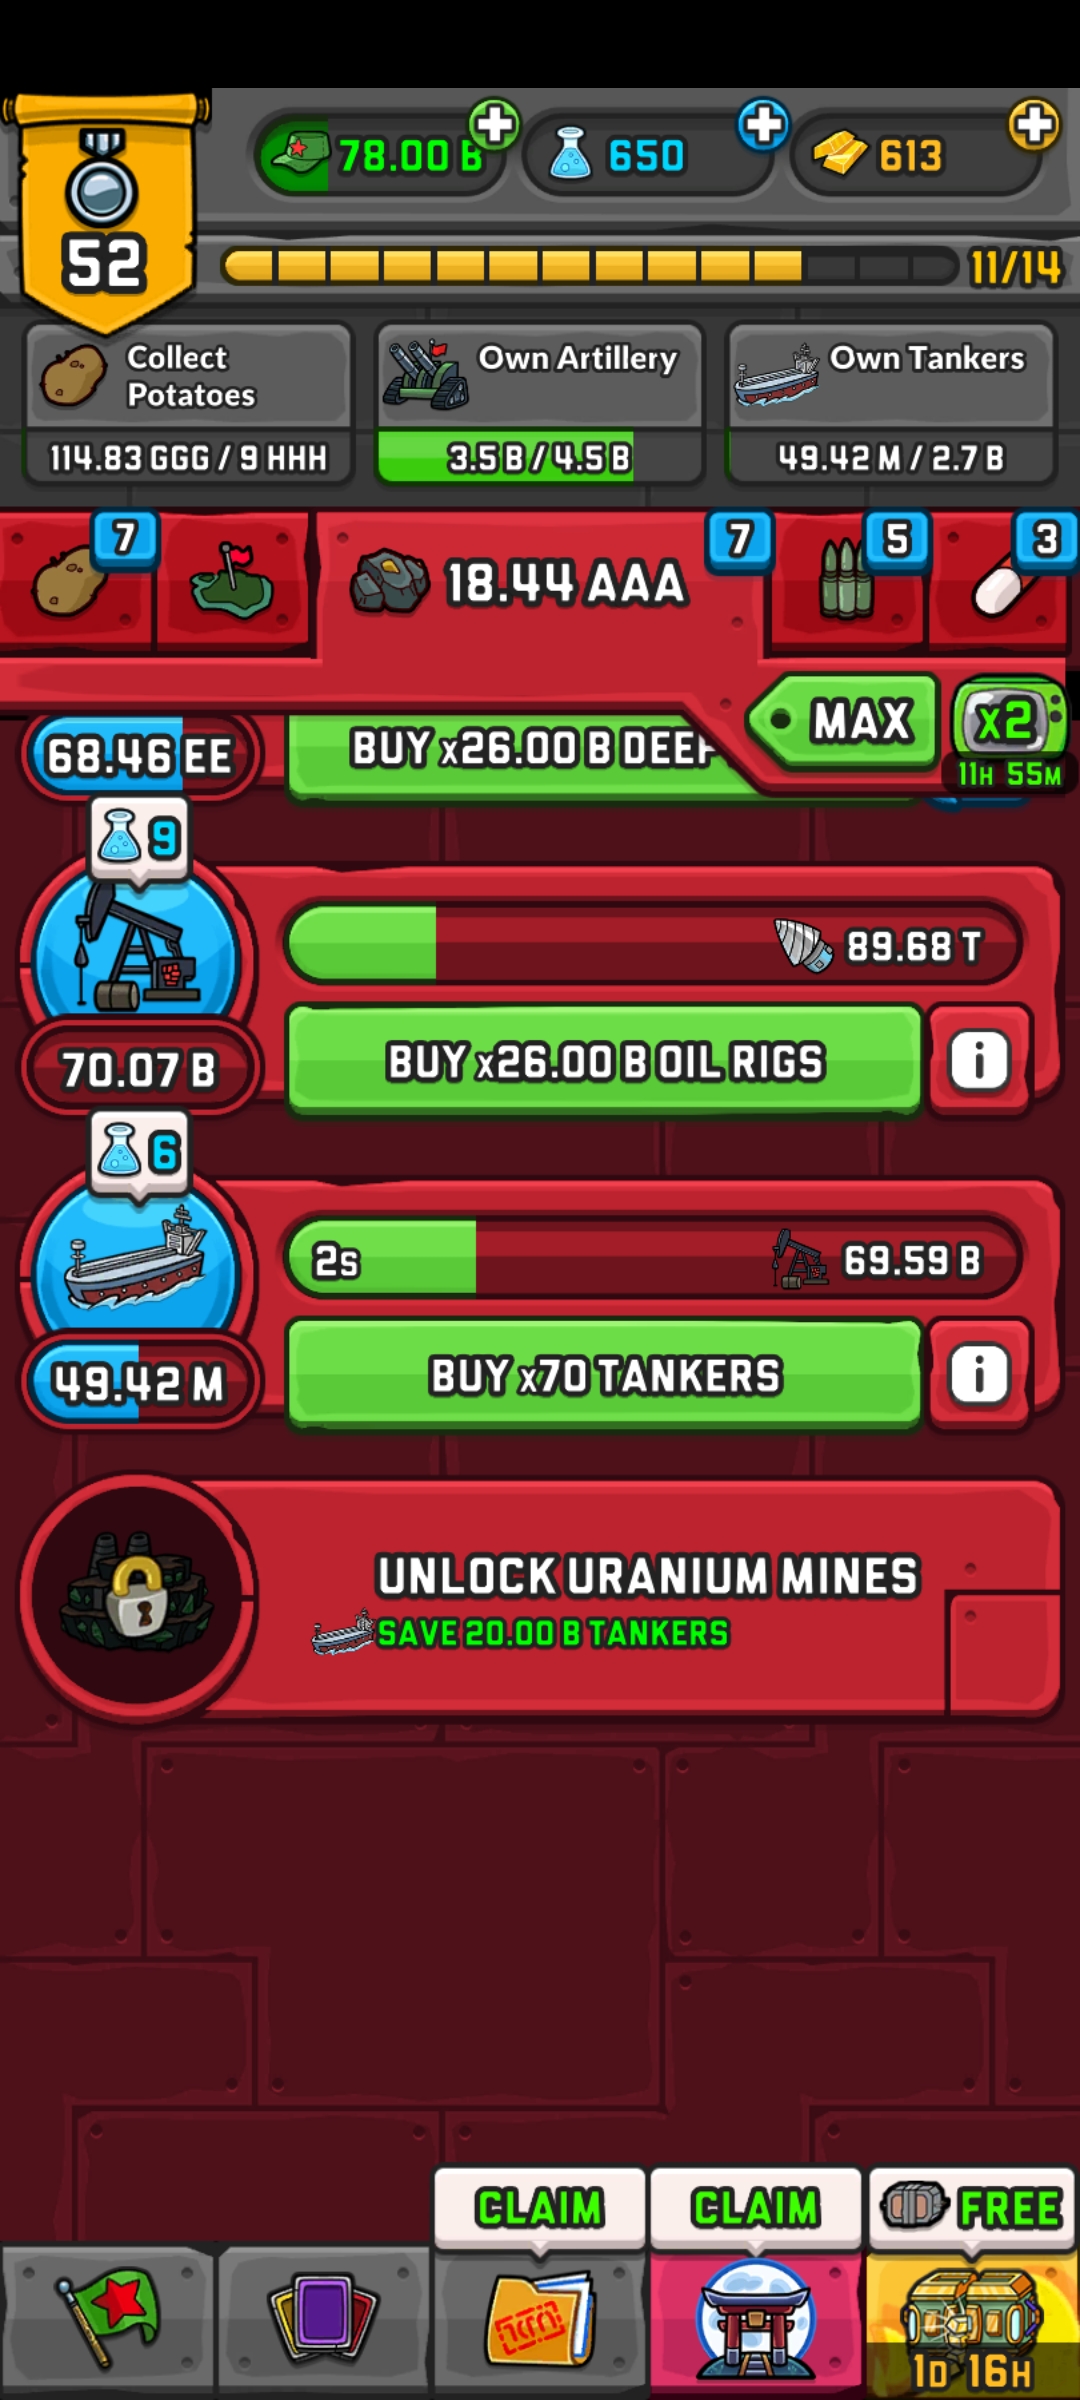 78.00 B
650
613
52
11/14
Collect
Potatoes
Own Artillery
Own Tankers
114.83 GGG / 9 HHH
3.5 B / 4.5 B
49.42 M / 2.7 B
7
7
5
3
18.44 AAA
MAX
x2
11H 55M
68.46 EE
BUY x26.00 B DEEP
9
89.68 T
70.07 B
BUY x26.00 B OIL RIGS
i
6
2s
69.59 B
49.42 M
BUY x70 TANKERS
i
UNLOCK URANIUM MINES
SAVE 20.00 B TANKERS
CLAIM
CLAIM
FREE
1D 16H